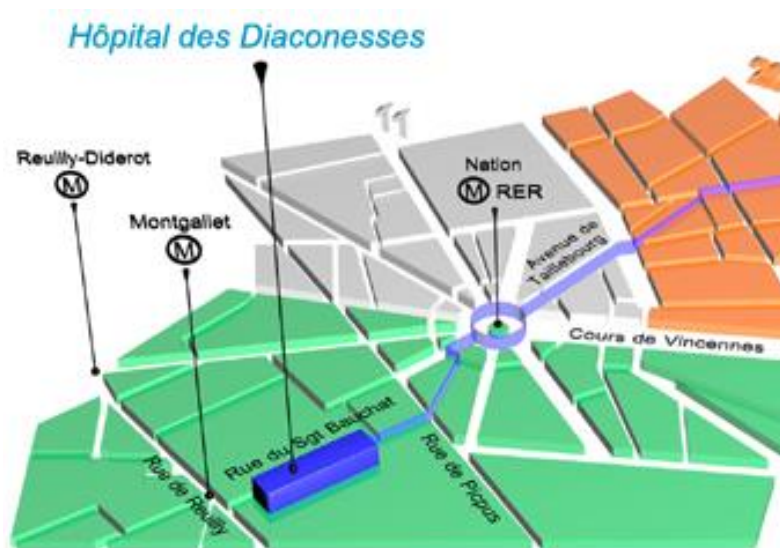 Hôpital des Diaconesses
Reuilly-Diderot
M
Montgallet
M
Nation
M RER
Avenue de
Taillebourg
Cours de Vincennes
Rue du Sgt Bauchat
Rue de Reuilly
Rue de Picpus